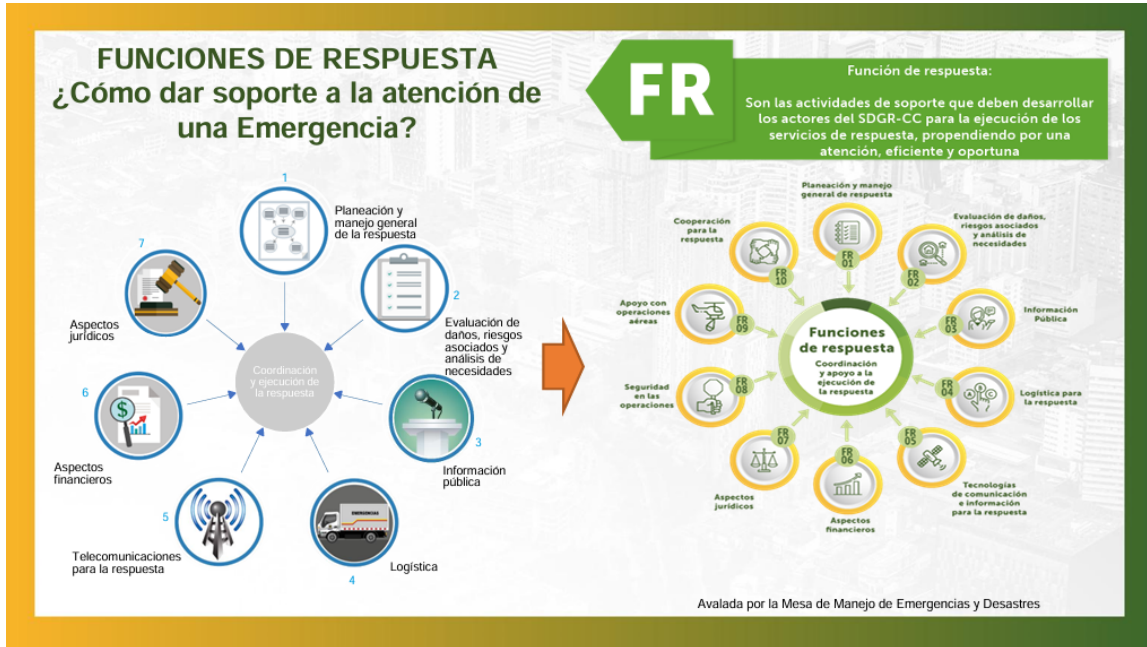 FUNCIONES DE RESPUESTA
¿Cómo dar soporte a la atención de
una Emergencia?
FR
Función de respuesta:
Son las actividades de soporte que deben desarrollar
los actores del SDGR-CC para la ejecución de los
servicios de respuesta, propendiendo por una
atención, eficiente y oportuna
1
Planeación y
manejo general
de la respuesta
2
Evaluación de
daños, riesgos
asociados y
análisis de
necesidades
3
Información
pública
4
Logística
EMERGENCIAS
5
Telecomunicaciones
para la respuesta
6
Aspectos
financieros
7
Aspectos
jurídicos
Coordinación
y ejecución de
la respuesta
Planeación y manejo
general de respuesta
FR
01
Evaluación de daños,
riesgos asociados
y análisis de
necesidades
FR
02
Información
Pública
FR
03
Logística para
la respuesta
FR
04
A
B
C
Tecnologías
de comunicación
e información
para la respuesta
FR
05
Aspectos
financieros
FR
06
Aspectos
jurídicos
FR
07
Seguridad
en las
operaciones
FR
08
Apoyo con
operaciones
aéreas
FR
09
Cooperación
para la
respuesta
FR
10
Funciones
de respuesta
Coordinación
y apoyo a la
ejecución de
la respuesta
Avalada por la Mesa de Manejo de Emergencias y Desastres